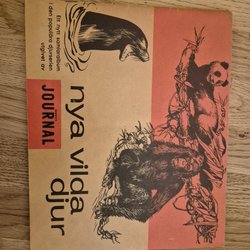 Ett nytt samlaralbum
i den populära djurserien
utgivet av
JOURNAL
nya vilda
djur